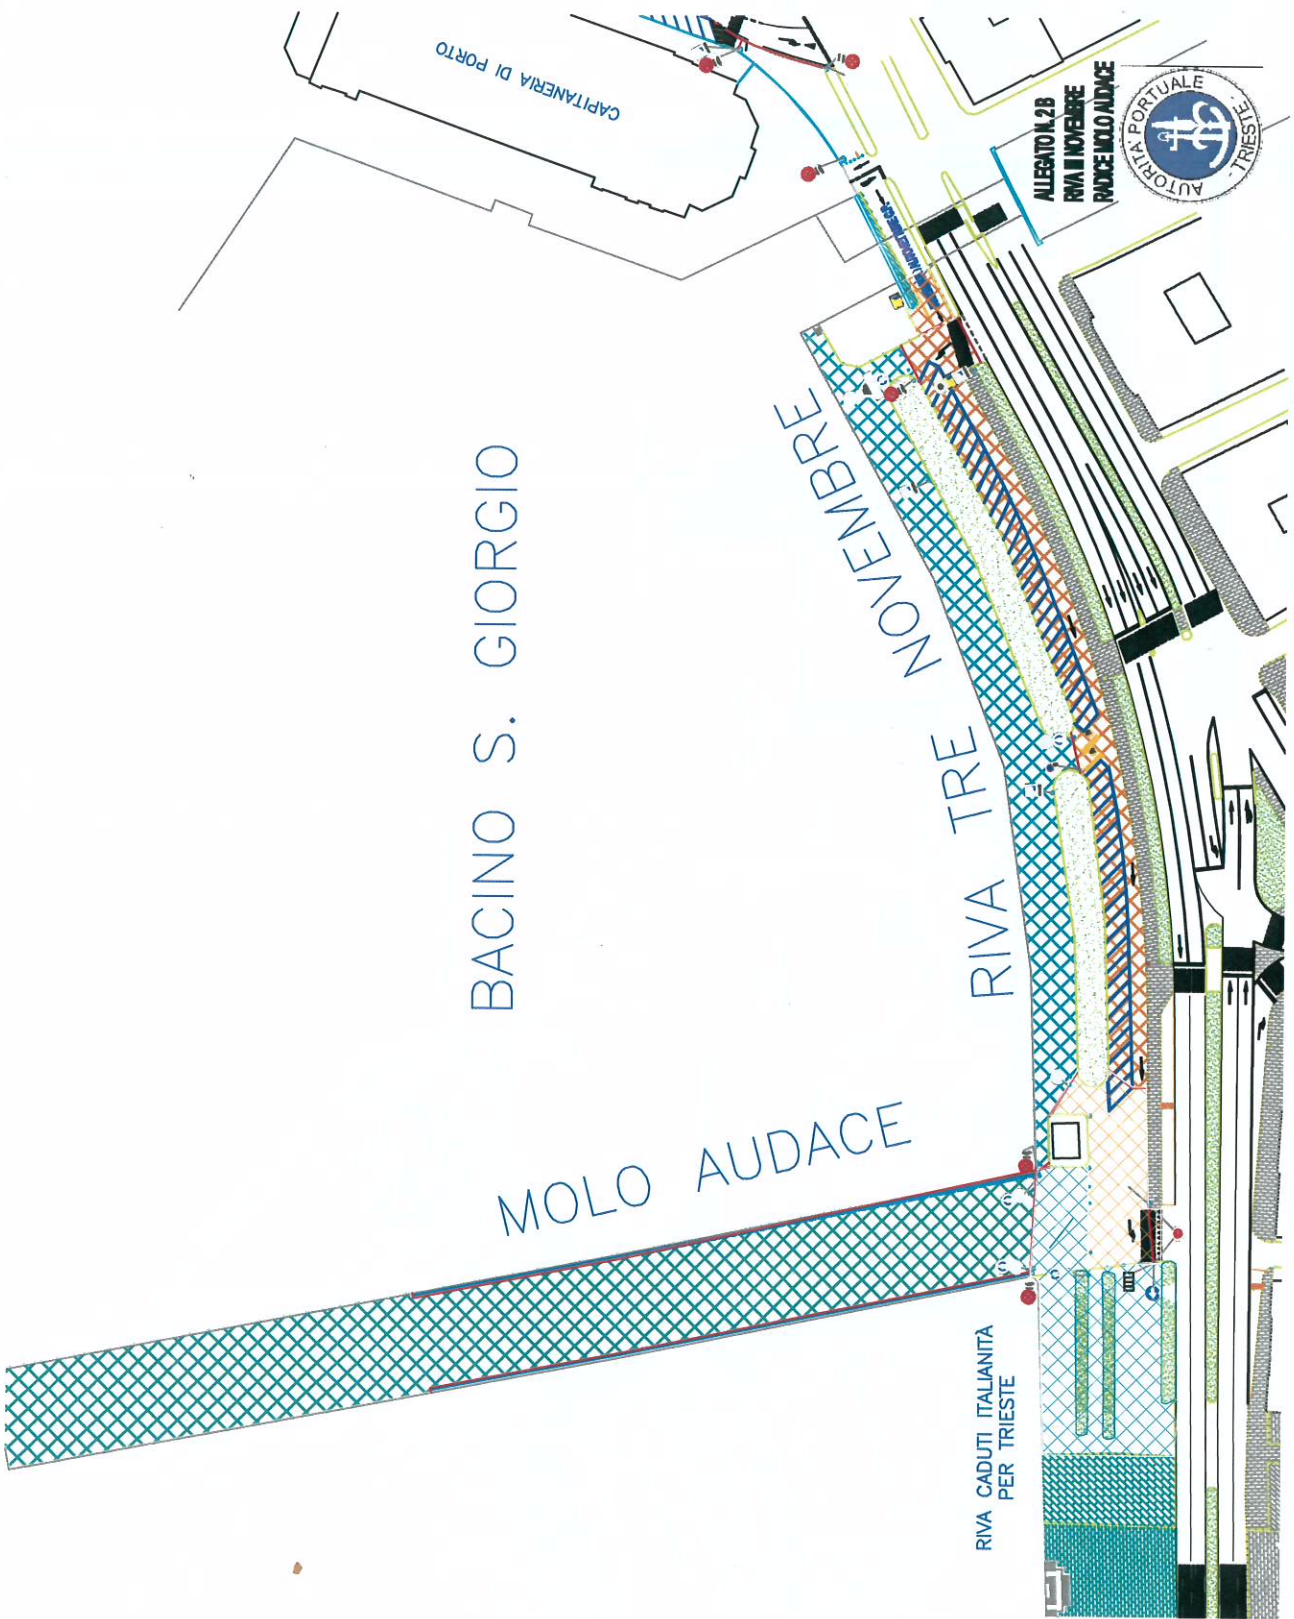 ALLEGATO N. 2B
RIVA III NOVEMBRE
RADICE MOLO AUDACE
AUTORITA' PORTUALE
- TRIESTE -
CAPITANERIA DI PORTO
BACINO S. GIORGIO
RIVA TRE NOVEMBRE
MOLO AUDACE
RIVA CADUTI ITALIANITÀ
PER TRIESTE